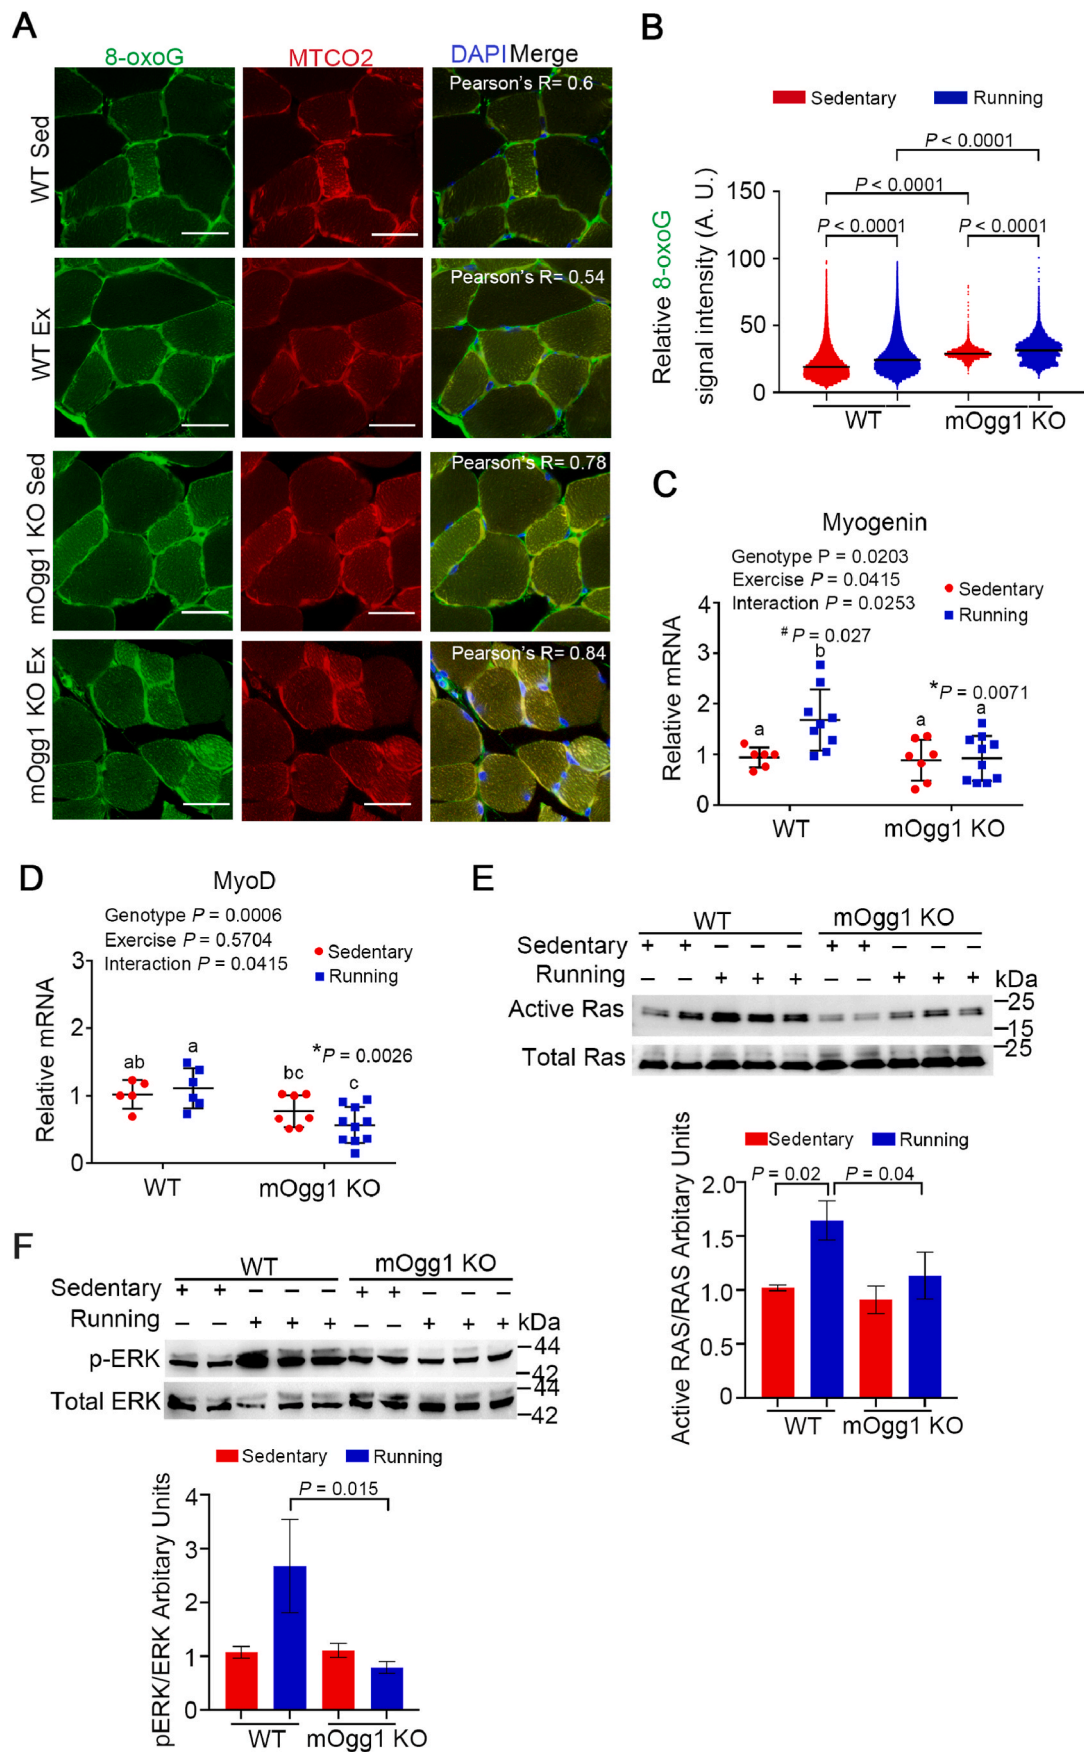 A
8-oxoG MTCO2 DAPI Merge
WT Sed
Pearson's R= 0.6
WT Ex
Pearson's R= 0.54
mOgg1 KO Sed
Pearson's R= 0.78
mOgg1 KO Ex
Pearson's R= 0.84
B
Sedentary Running
P < 0.0001
P < 0.0001
P < 0.0001 P < 0.0001
Relative 8-oxoG
signal intensity (A. U.)
150
100
50
0
WT mOgg1 KO
C
Myogenin
Genotype P = 0.0203
Exercise P = 0.0415
Interaction P = 0.0253
Sedentary
Running
# P = 0.027
*P = 0.0071
a b a a
Relative mRNA
4
3
2
1
0
WT mOgg1 KO
D
MyoD
Genotype P = 0.0006
Exercise P = 0.5704
Interaction P = 0.0415
Sedentary
Running
*P = 0.0026
ab a bc c
Relative mRNA
3
2
1
0
WT mOgg1 KO
E
WT mOgg1 KO
Sedentary + + − − − + + − − −
Running − − + + + − − + + + kDa
Active Ras −25
−15
Total Ras −25
Sedentary Running
P = 0.02 P = 0.04
Active RAS/RAS Arbitary Units
2.0
1.5
1.0
0.5
0
WT mOgg1 KO
F
WT mOgg1 KO
Sedentary + + − − − + + − − −
Running − − + + + − − + + + kDa
p-ERK −44
−42
Total ERK −44
−42
Sedentary Running
P = 0.015
pERK/ERK Arbitary Units
4
3
2
1
0
WT mOgg1 KO